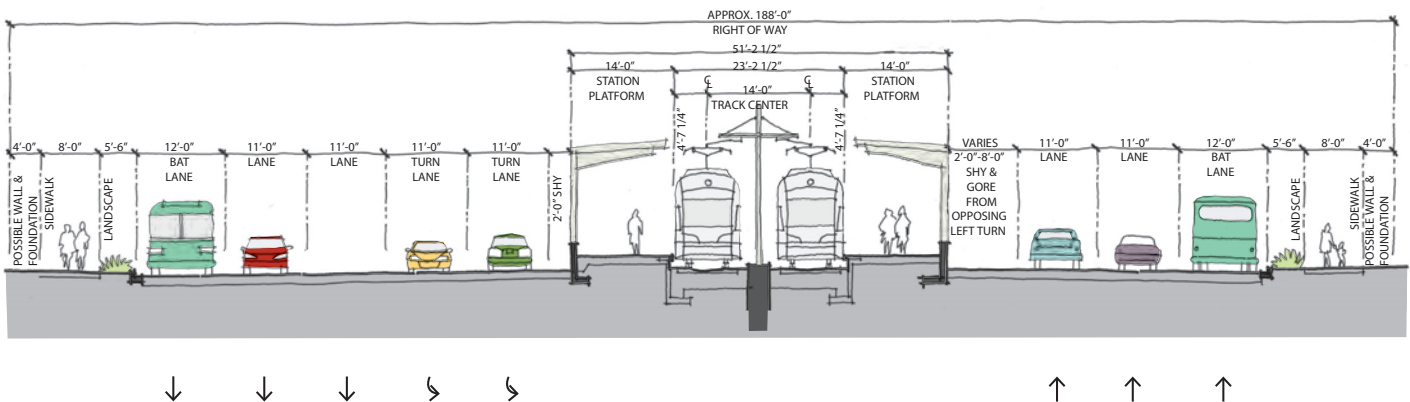 APPROX. 188'-0"
RIGHT OF WAY
51'-2 1/2"
14'-0"
STATION
PLATFORM
23'-2 1/2"
14'-0"
STATION
PLATFORM
℄
℄
14'-0"
TRACK CENTER
4'-7 1/4"
4'-7 1/4"
4'-0"
POSSIBLE WALL &
FOUNDATION
8'-0"
SIDEWALK
5'-6"
LANDSCAPE
12'-0"
BAT
LANE
11'-0"
LANE
11'-0"
LANE
11'-0"
TURN
LANE
11'-0"
TURN
LANE
2'-0" SHY
VARIES
2'-0"-8'-0"
SHY &
GORE
FROM
OPPOSING
LEFT TURN
11'-0"
LANE
11'-0"
LANE
12'-0"
BAT
LANE
5'-6"
LANDSCAPE
8'-0"
SIDEWALK
4'-0"
POSSIBLE WALL &
FOUNDATION